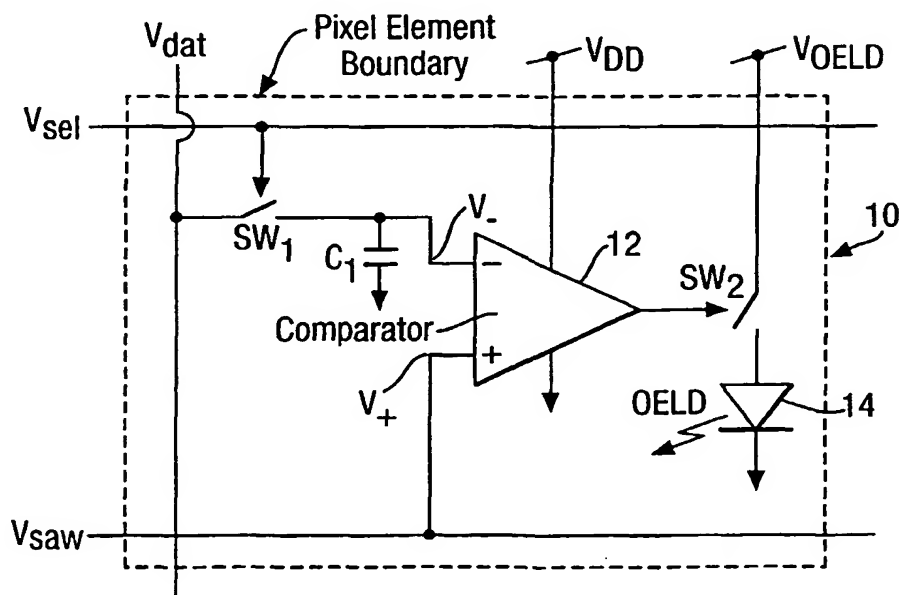 Pixel Element
Boundary
V_dat
V_DD
V_OELD
V_sel
SW_1
C_1
V_-
12
10
SW_2
−
Comparator
+
V_+
OELD
14
V_saw